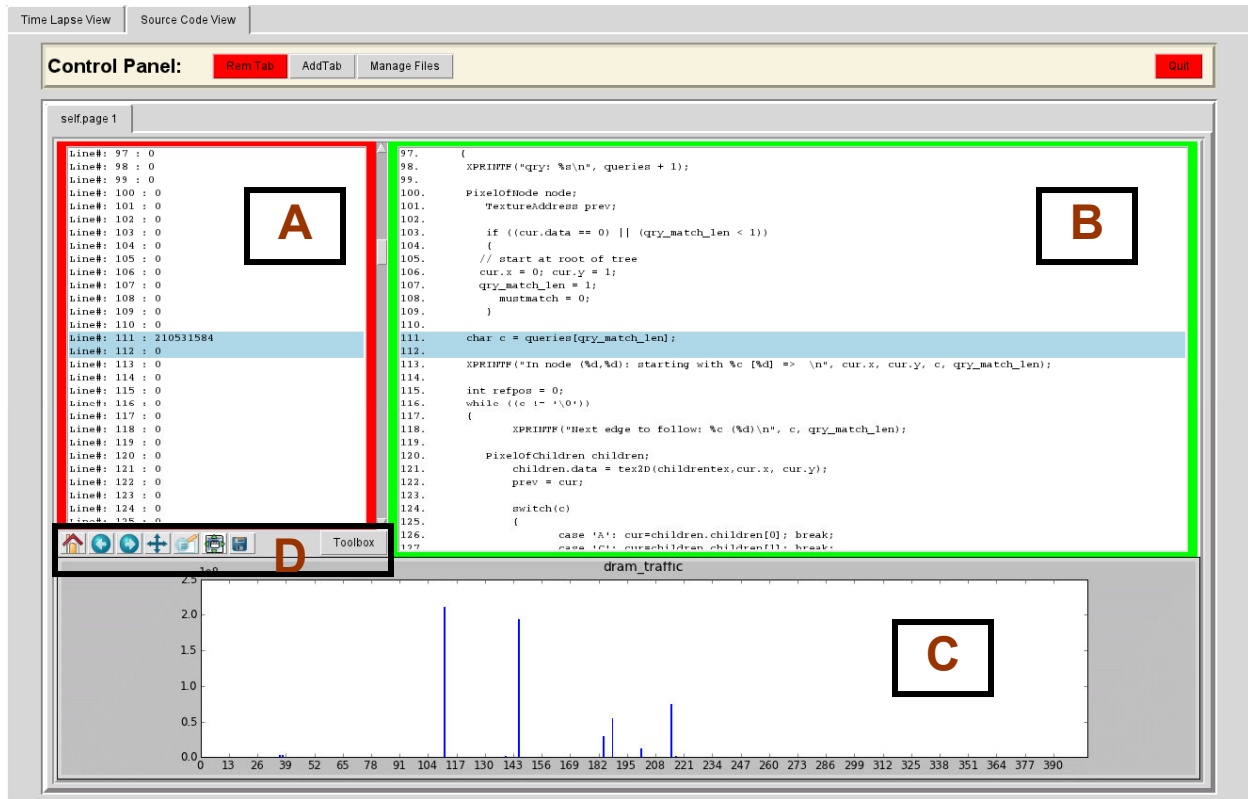 Time Lapse View
Source Code View
Control Panel:
Rem Tab
AddTab
Manage Files
Quit
self.page 1
Line#: 97 : 0
Line#: 98 : 0
Line#: 99 : 0
Line#: 100 : 0
Line#: 101 : 0
Line#: 102 : 0
Line#: 103 : 0
Line#: 104 : 0
Line#: 105 : 0
Line#: 106 : 0
Line#: 107 : 0
Line#: 108 : 0
Line#: 109 : 0
Line#: 110 : 0
Line#: 111 : 210531584
Line#: 112 : 0
Line#: 113 : 0
Line#: 114 : 0
Line#: 115 : 0
Line#: 116 : 0
Line#: 117 : 0
Line#: 118 : 0
Line#: 119 : 0
Line#: 120 : 0
Line#: 121 : 0
Line#: 122 : 0
Line#: 123 : 0
Line#: 124 : 0
Line#: 125 : 0
A
97. {
98. XPRINTF("qry: %s\n", queries + 1);
99.
100. PixelOfNode node;
101. TextureAddress prev;
102.
103. if ((cur.data == 0) || (qry_match_len < 1))
104. {
105. // start at root of tree
106. cur.x = 0; cur.y = 1;
107. qry_match_len = 1;
108. mustmatch = 0;
109. }
110.
111. char c = queries[qry_match_len];
112.
113. XPRINTF("In node (%d,%d): starting with %c [%d] => \n", cur.x, cur.y, c, qry_match_len);
114.
115. int refpos = 0;
116. while ((c != '\0'))
117. {
118. XPRINTF("Next edge to follow: %c (%d)\n", c, qry_match_len);
119.
120. PixelOfChildren children;
121. children.data = tex2D(childrentex,cur.x, cur.y);
122. prev = cur;
123.
124. switch(c)
125. {
126. case 'A': cur=children.children[0]; break;
127. case 'C': cur=children.children[1]; break;
B
D
Toolbox
dram_traffic
1e8
2.5
2.0
1.5
1.0
0.5
0.0
C
0 13 26 39 52 65 78 91 104 117 130 143 156 169 182 195 208 221 234 247 260 273 286 299 312 325 338 351 364 377 390